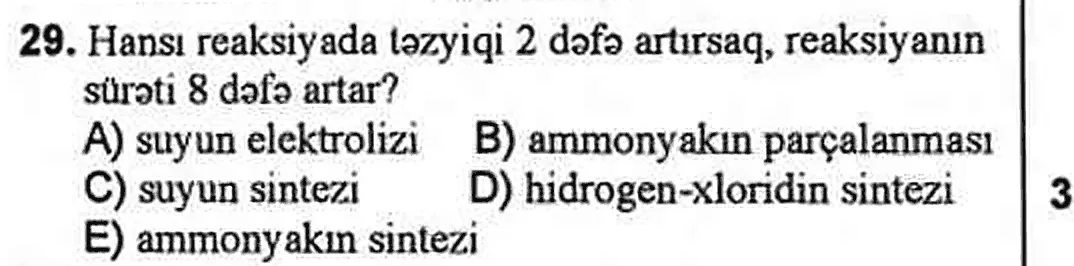 29. Hansı reaksiyada təzyiqi 2 dəfə artırsaq, reaksiyanın
sürəti 8 dəfə artar?
A) suyun elektrolizi B) ammonyakın parçalanması
C) suyun sintezi D) hidrogen-xloridin sintezi
E) ammonyakın sintezi
3